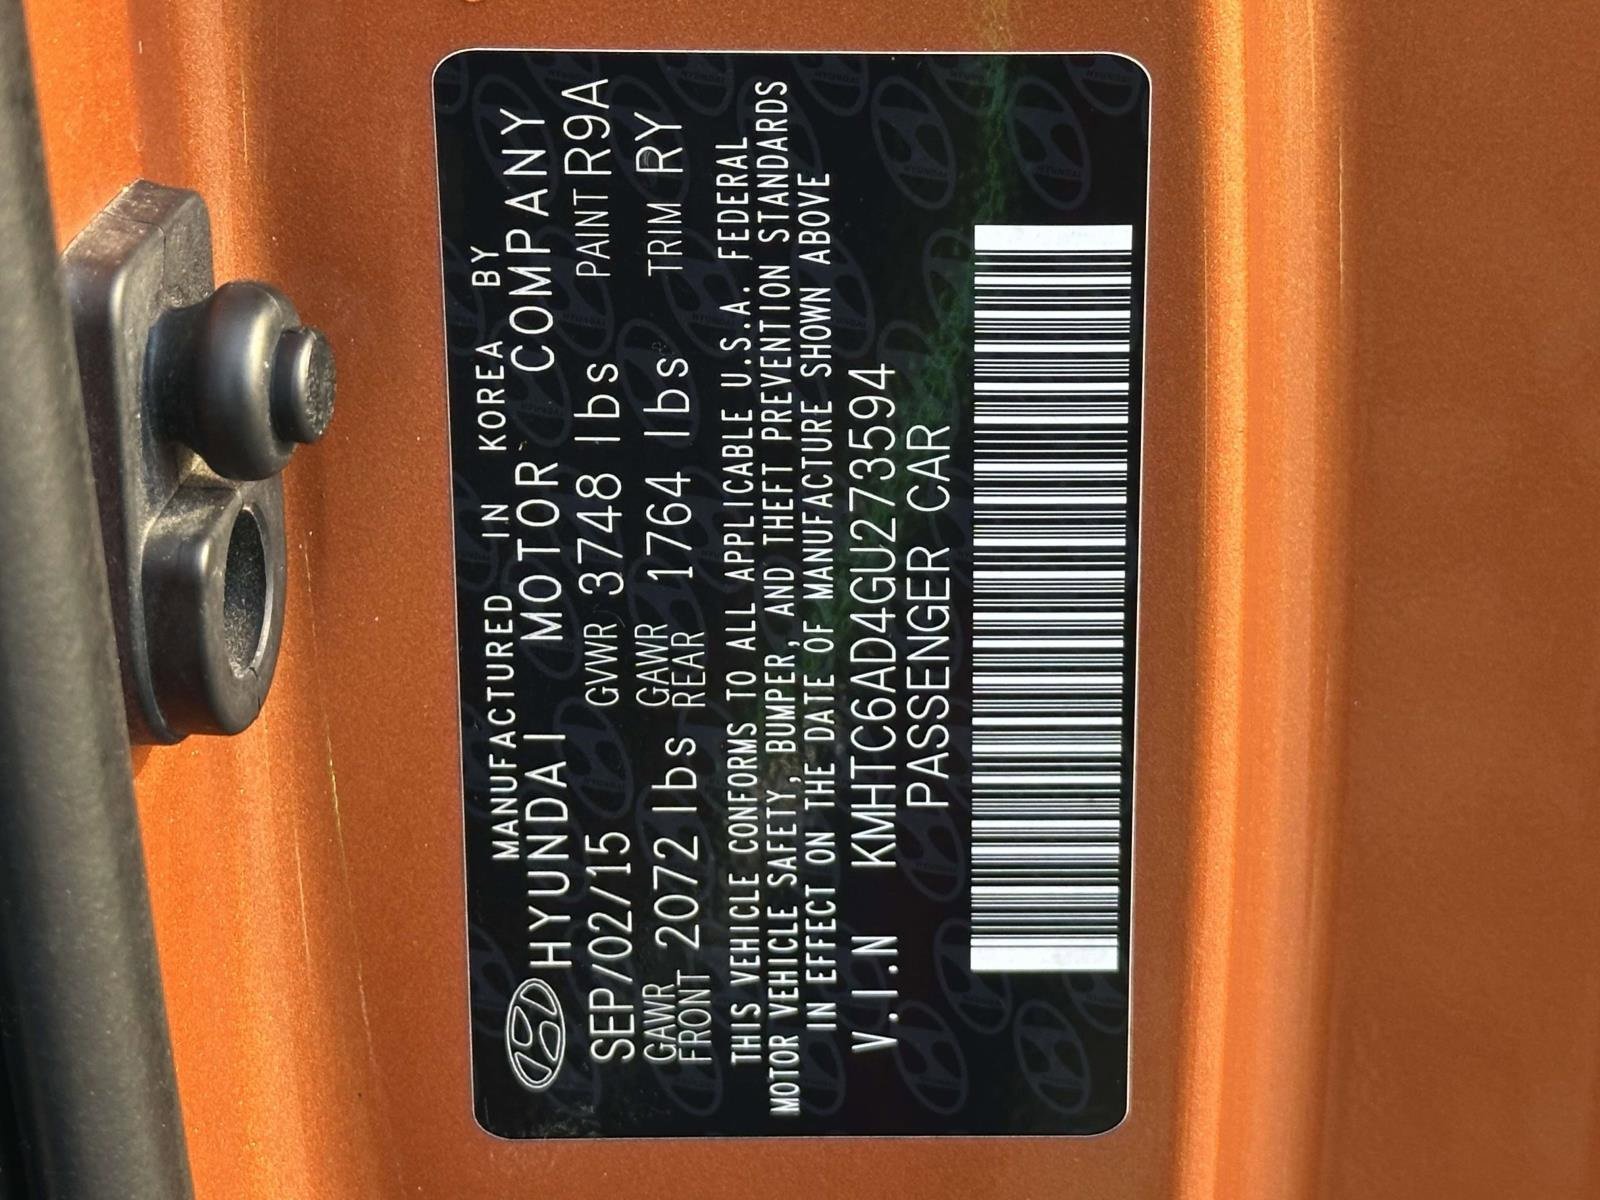 MANUFACTURED IN KOREA BY
HYUNDAI MOTOR COMPANY
SEP/02/15 GVWR 3748 lbs PAINT R9A
GAWR FRONT 2072 lbs GAWR REAR 1764 lbs TRIM RY
THIS VEHICLE CONFORMS TO ALL APPLICABLE U.S.A. FEDERAL
MOTOR VEHICLE SAFETY, BUMPER, AND THEFT PREVENTION STANDARDS
IN EFFECT ON THE DATE OF MANUFACTURE SHOWN ABOVE
V.I.N KMHTC6AD4GU273594
PASSENGER CAR